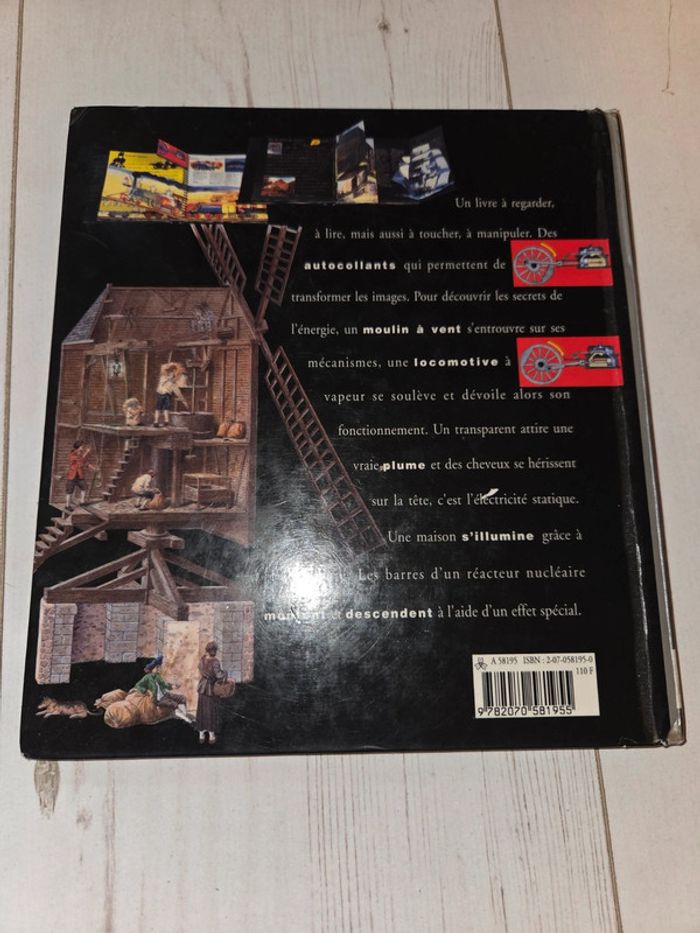 Un livre à regarder,
à lire, mais aussi à toucher, à manipuler. Des
autocollants qui permettent de
transformer les images. Pour découvrir les secrets de
l'énergie, un moulin à vent s'entrouvre sur ses
mécanismes, une locomotive à
vapeur se soulève et dévoile alors son
fonctionnement. Un transparent attire une
vraie plume et des cheveux se hérissent
sur la tête, c'est l'électricité statique.
Une maison s'illumine grâce à
Les barres d'un réacteur nucléaire
montent et descendent à l'aide d'un effet spécial.
A 58195 ISBN : 2-07-058195-0
110 F
9 782070 581955